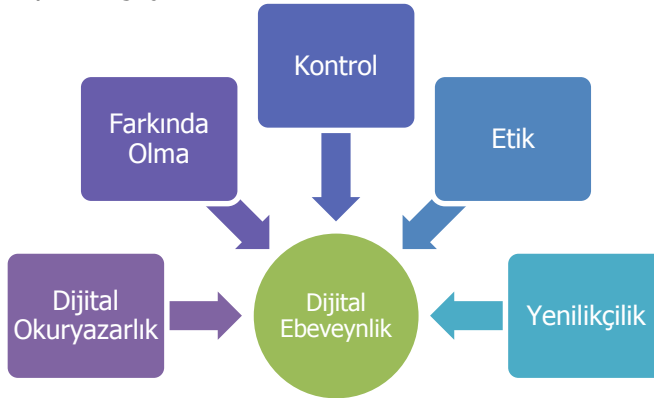 Kontrol
Farkında
Olma
Etik
Dijital
Okuryazarlık
Dijital
Ebeveynlik
Yenilikçilik